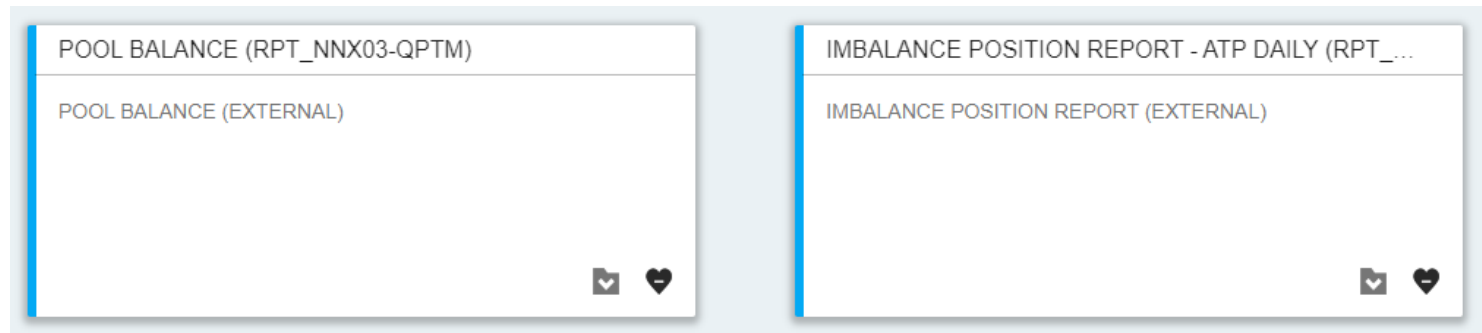 POOL BALANCE (RPT_NNX03-QPTM)
POOL BALANCE (EXTERNAL)
IMBALANCE POSITION REPORT - ATP DAILY (RPT_...
IMBALANCE POSITION REPORT (EXTERNAL)